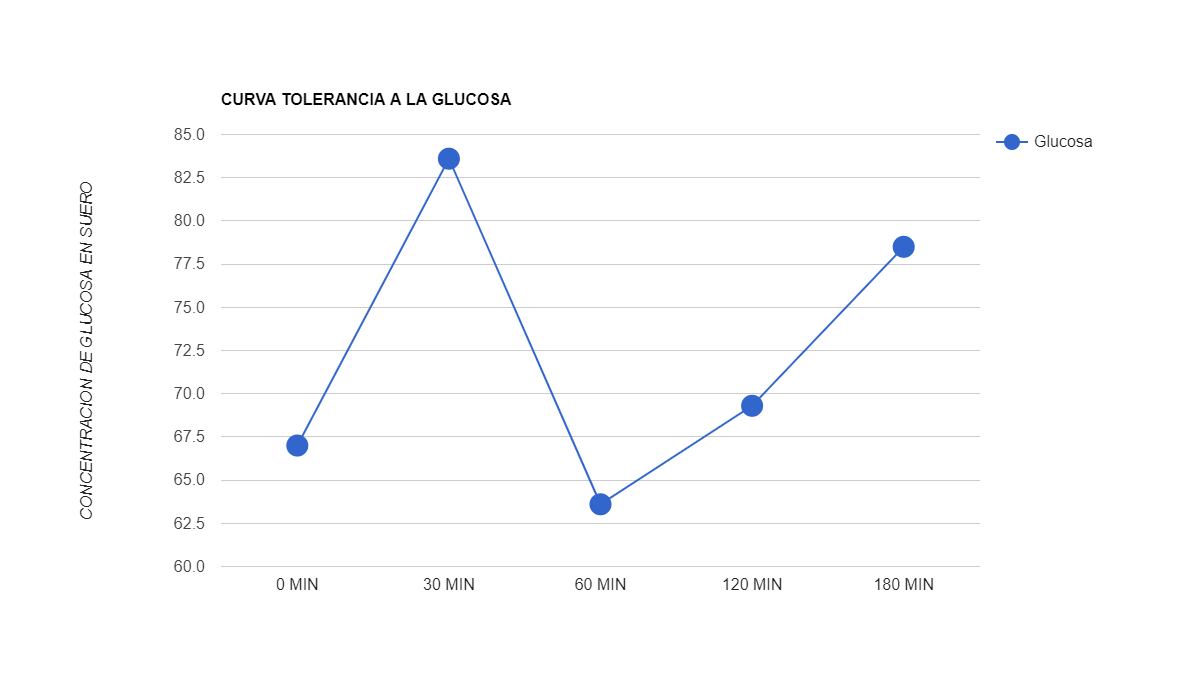 CURVA TOLERANCIA A LA GLUCOSA
CONCENTRACION DE GLUCOSA EN SUERO
85.0
82.5
80.0
77.5
75.0
72.5
70.0
67.5
65.0
62.5
60.0
0 MIN
30 MIN
60 MIN
120 MIN
180 MIN
Glucosa